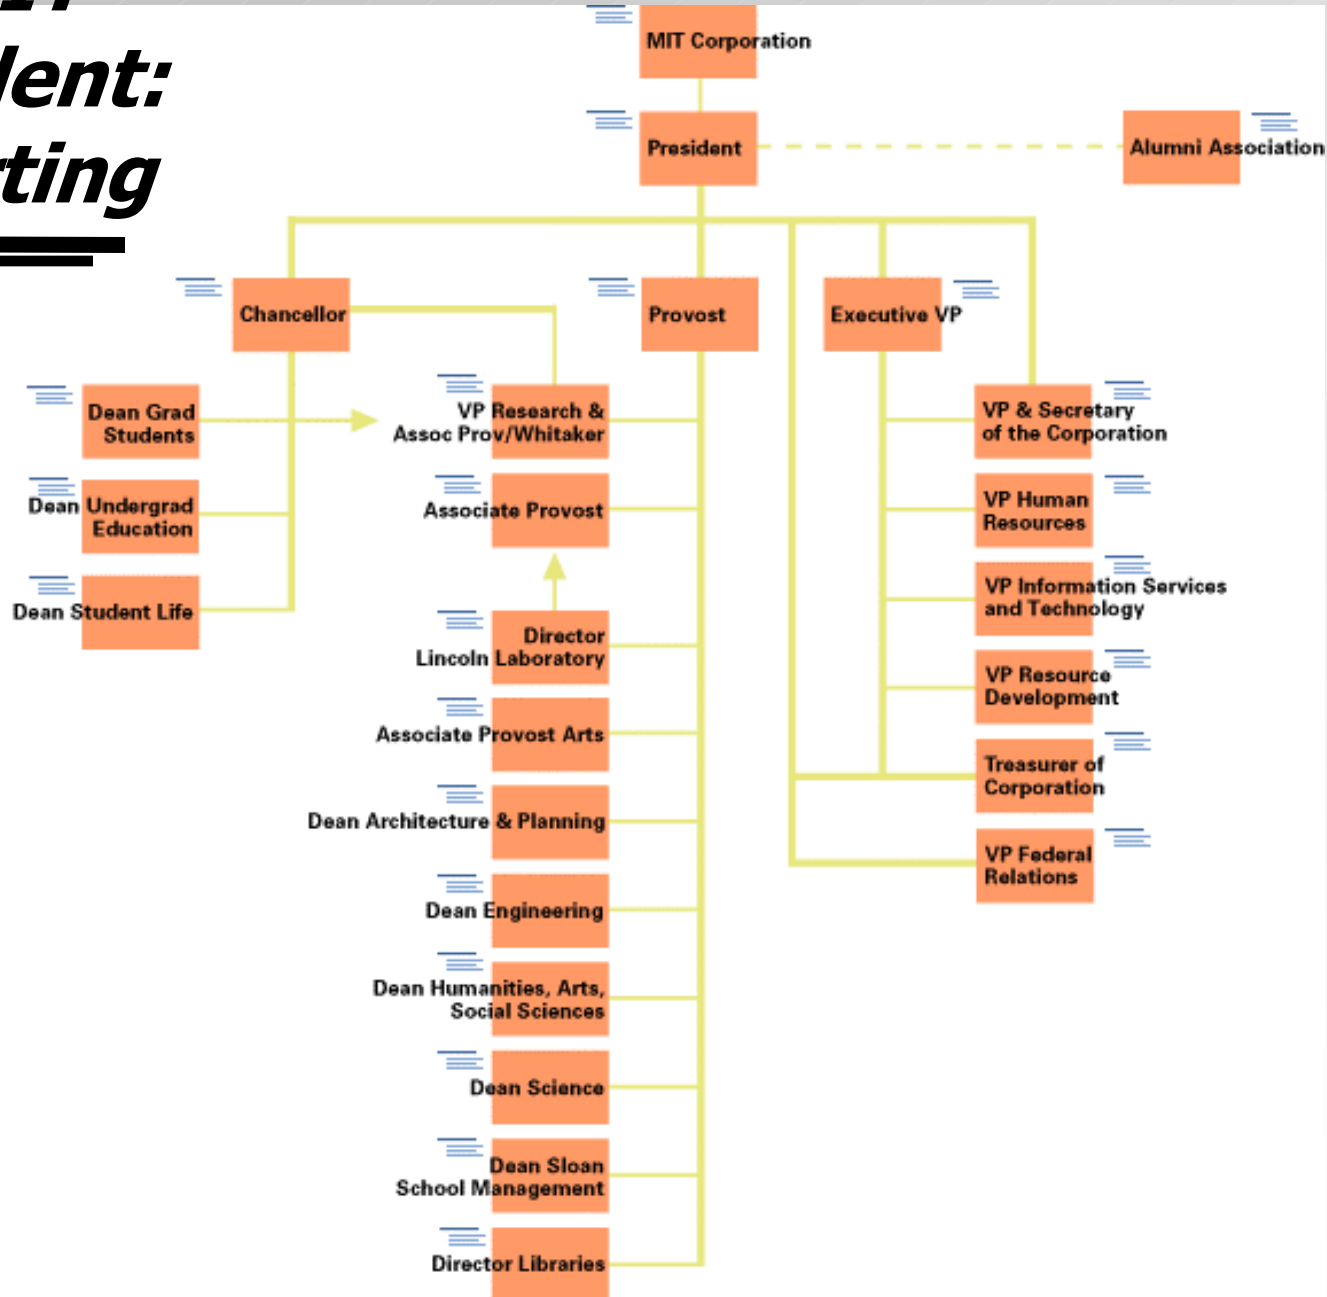 dent:
rting
MIT Corporation
President
Alumni Association
Chancellor
Provost
Executive VP
Dean Grad
Students
Dean Undergrad
Education
Dean Student Life
VP Research &
Assoc Prov/Whitaker
Associate Provost
Director
Lincoln Laboratory
Associate Provost Arts
Dean Architecture & Planning
Dean Engineering
Dean Humanities, Arts,
Social Sciences
Dean Science
Dean Sloan
School Management
Director Libraries
VP & Secretary
of the Corporation
VP Human
Resources
VP Information Services
and Technology
VP Resource
Development
Treasurer of
Corporation
VP Federal
Relations